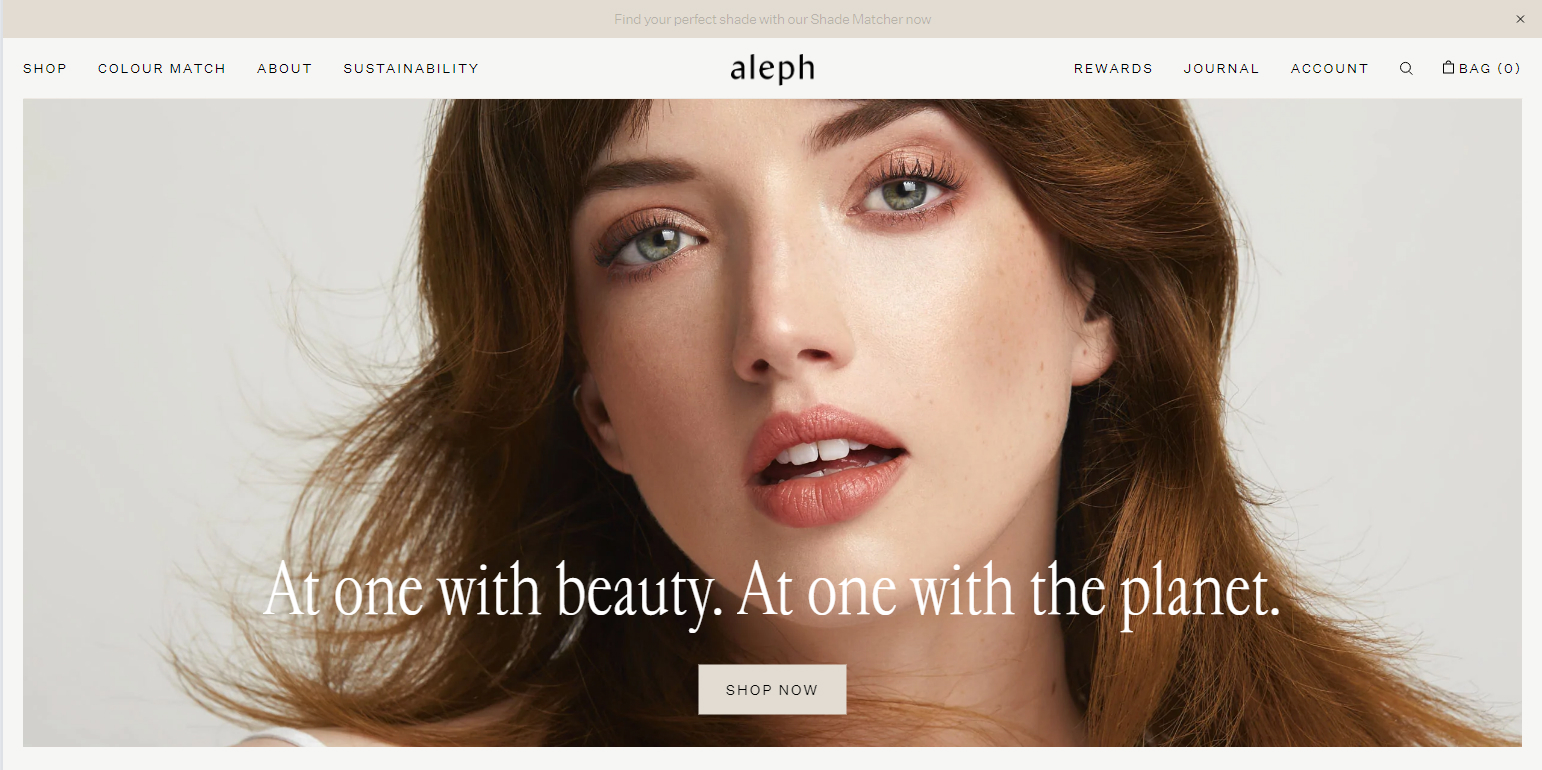 Find your perfect shade with our Shade Matcher now ×
SHOP COLOUR MATCH ABOUT SUSTAINABILITY aleph REWARDS JOURNAL ACCOUNT BAG (0)
At one with beauty. At one with the planet.
SHOP NOW